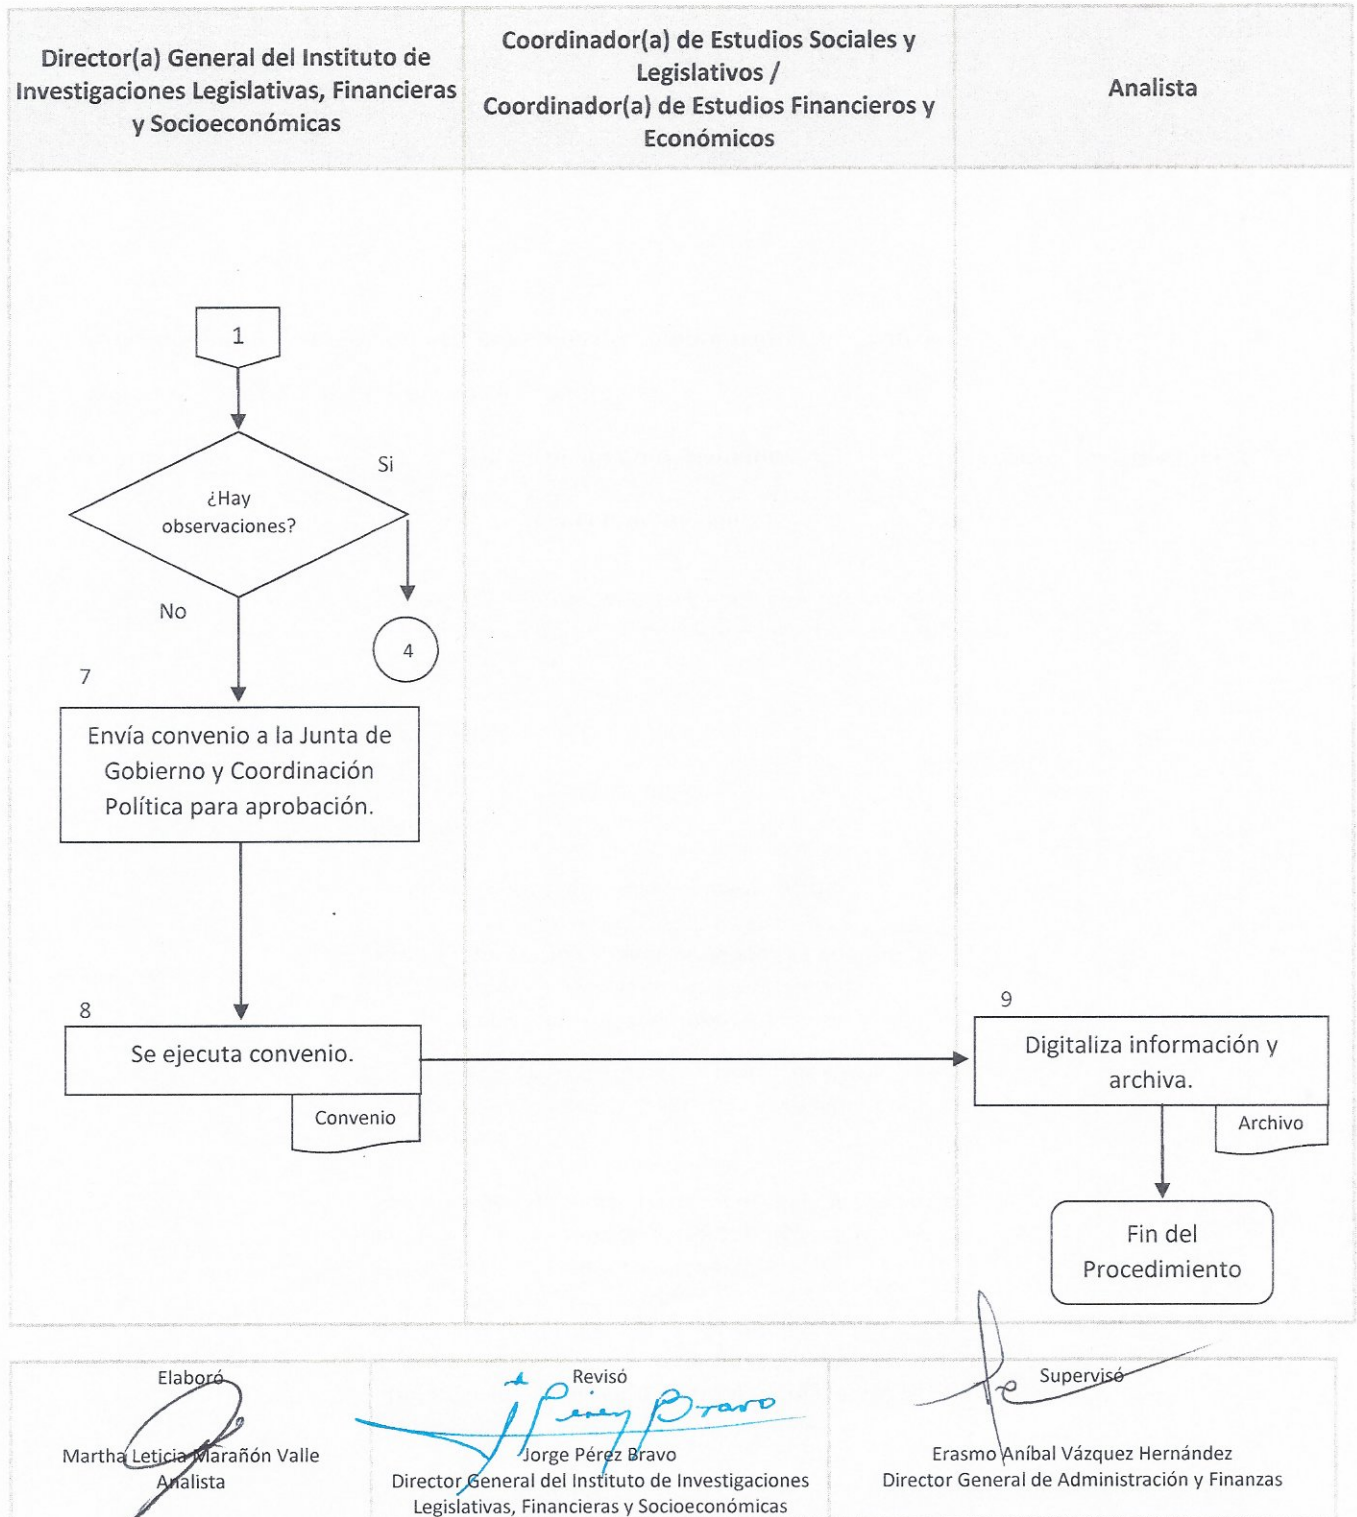 Director(a) General del Instituto de
Investigaciones Legislativas, Financieras
y Socioeconómicas
Coordinador(a) de Estudios Sociales y
Legislativos /
Coordinador(a) de Estudios Financieros y
Económicos
Analista
1
¿Hay
observaciones?
Si
No
4
7
Envía convenio a la Junta de
Gobierno y Coordinación
Política para aprobación.
8
Se ejecuta convenio.
Convenio
9
Digitaliza información y
archiva.
Archivo
Fin del
Procedimiento
Elaboró
Martha Leticia Marañón Valle
Analista
Revisó
J Pérez Bravo
Jorge Pérez Bravo
Director General del Instituto de Investigaciones
Legislativas, Financieras y Socioeconómicas
Supervisó
Erasmo Aníbal Vázquez Hernández
Director General de Administración y Finanzas